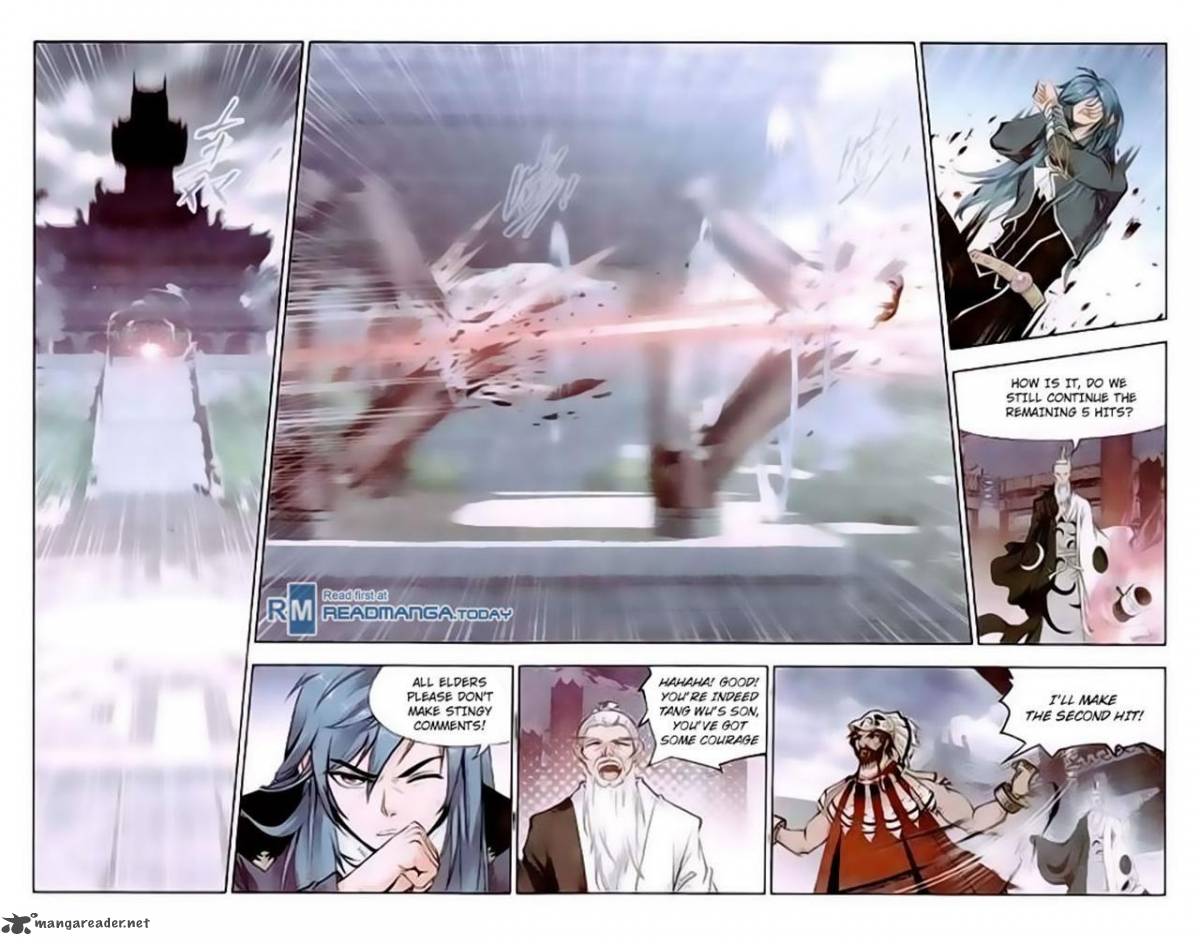 HOW IS IT, DO WE
STILL CONTINUE THE
REMAINING 5 HITS?
Read first at
RM READMANGA.TODAY
ALL ELDERS
PLEASE DON'T
MAKE STINGY
COMMENTS!
HAHAHA! GOOD!
YOU'RE INDEED
TANG WU'S SON,
YOU'VE GOT
SOME COURAGE
I'LL MAKE
THE SECOND HIT!
mangareader.net